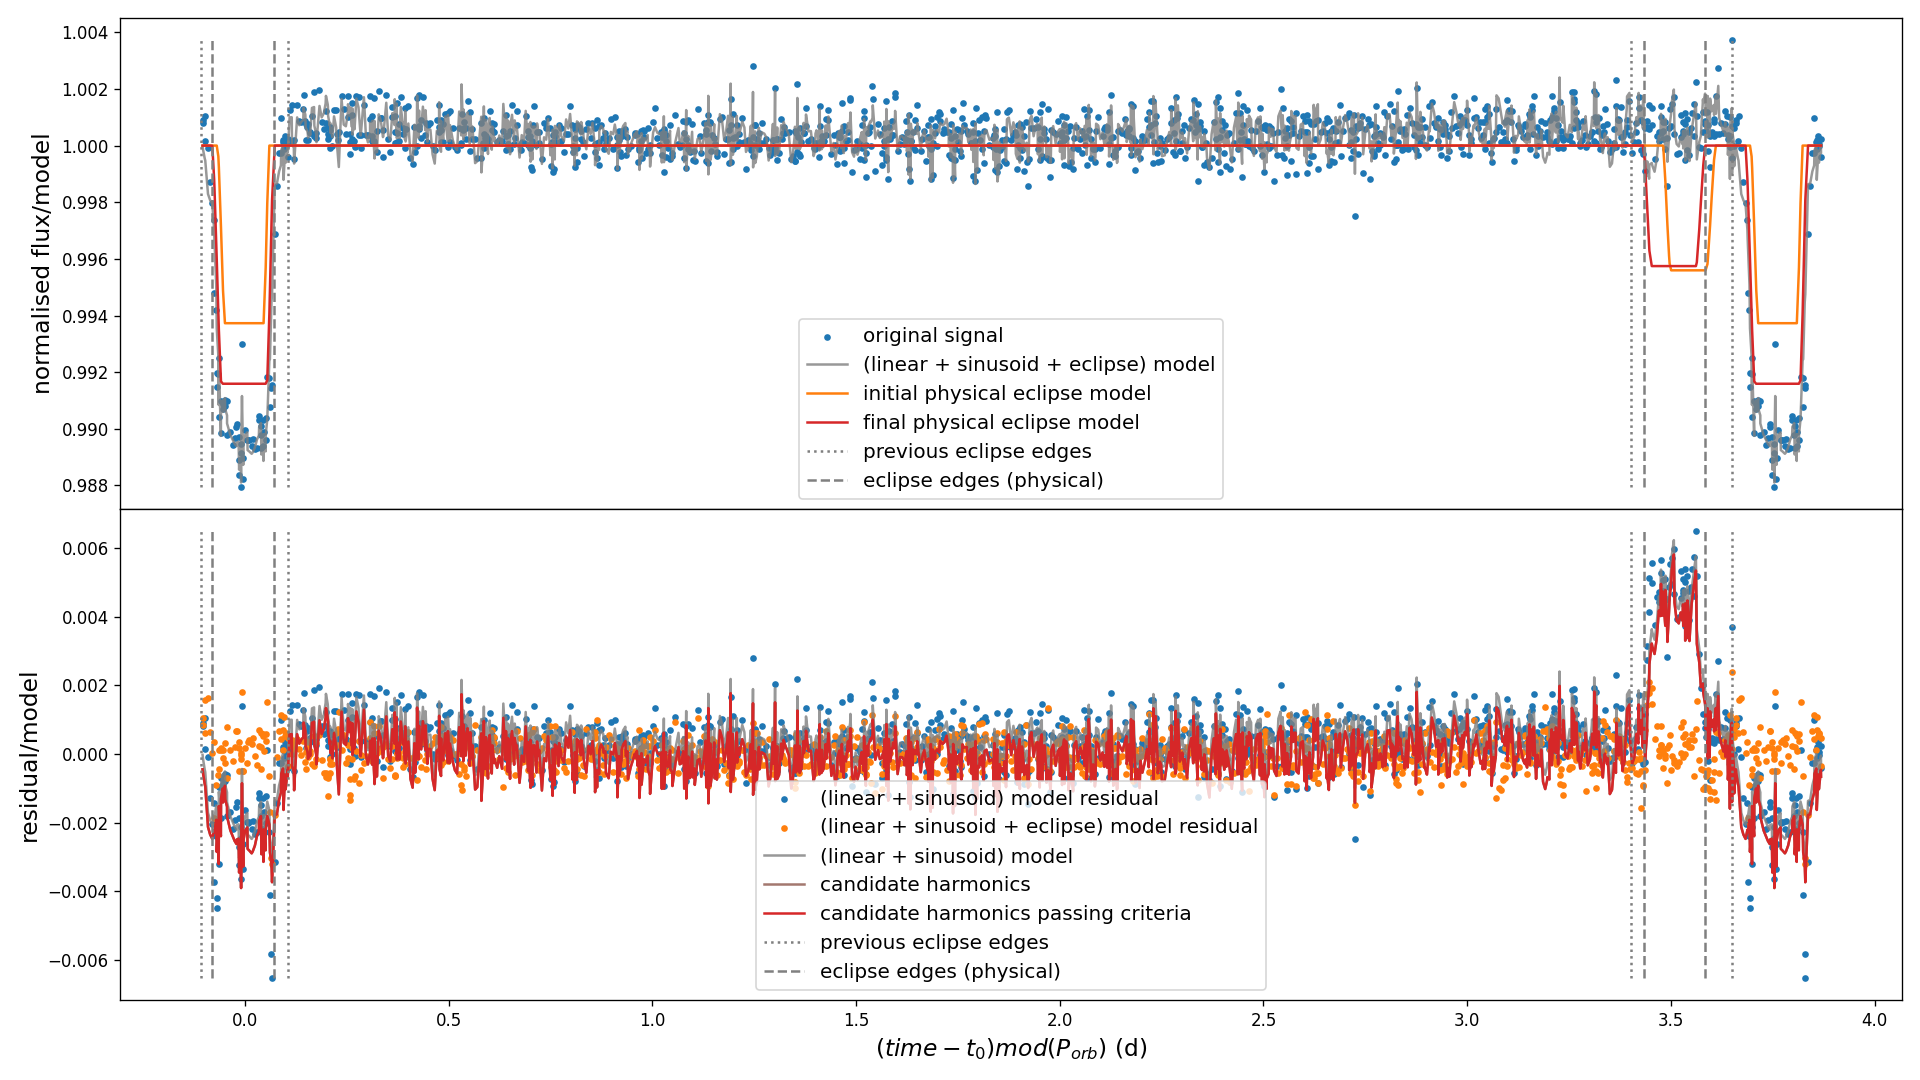 normalised flux/model
1.004
1.002
1.000
0.998
0.996
0.994
0.992
0.990
0.988
original signal
(linear + sinusoid + eclipse) model
initial physical eclipse model
final physical eclipse model
previous eclipse edges
eclipse edges (physical)
residual/model
0.006
0.004
0.002
0.000
−0.002
−0.004
−0.006
(linear + sinusoid) model residual
(linear + sinusoid + eclipse) model residual
(linear + sinusoid) model
candidate harmonics
candidate harmonics passing criteria
previous eclipse edges
eclipse edges (physical)
0.0 0.5 1.0 1.5 2.0 2.5 3.0 3.5 4.0
(time − t₀)mod(P_orb) (d)